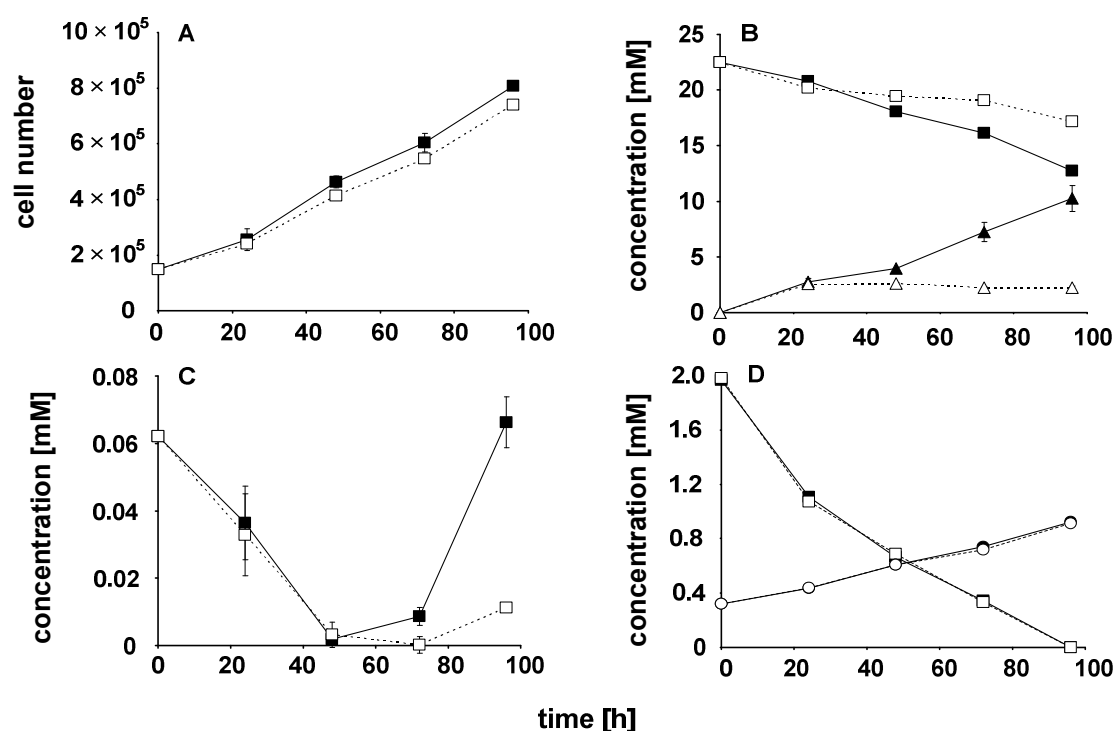 A
cell number
10 × 10⁵
8 × 10⁵
6 × 10⁵
4 × 10⁵
2 × 10⁵
0
0 20 40 60 80 100
B
concentration [mM]
25
20
15
10
5
0
0 20 40 60 80 100
C
concentration [mM]
0.08
0.06
0.04
0.02
0
0 20 40 60 80 100
D
concentration [mM]
2.0
1.6
1.2
0.8
0.4
0
0 20 40 60 80 100
time [h]